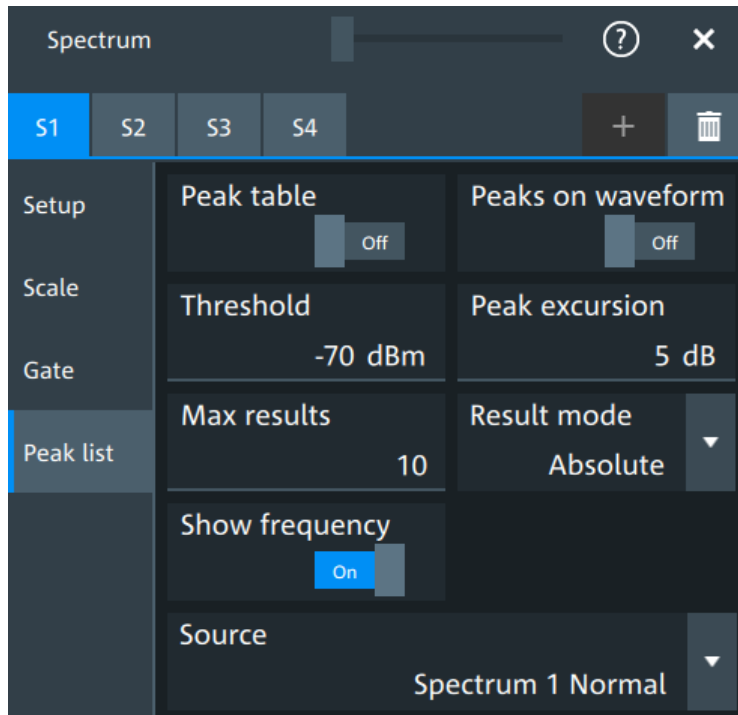 Spectrum ?
S1 S2 S3 S4 +
Setup
Scale
Gate
Peak list
Peak table
Off
Peaks on waveform
Off
Threshold
-70 dBm
Peak excursion
5 dB
Max results
10
Result mode
Absolute
Show frequency
On
Source
Spectrum 1 Normal